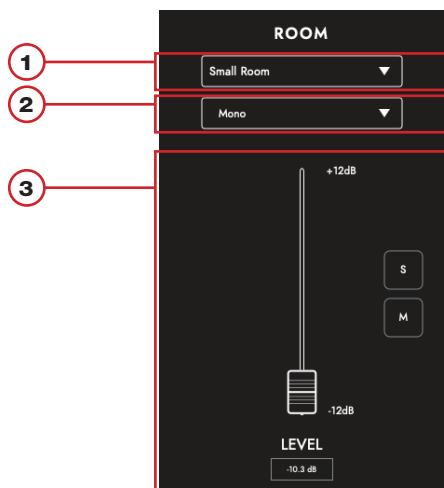 ROOM
1
Small Room
2
Mono
3
+12dB
S
M
-12dB
LEVEL
-10.3 dB